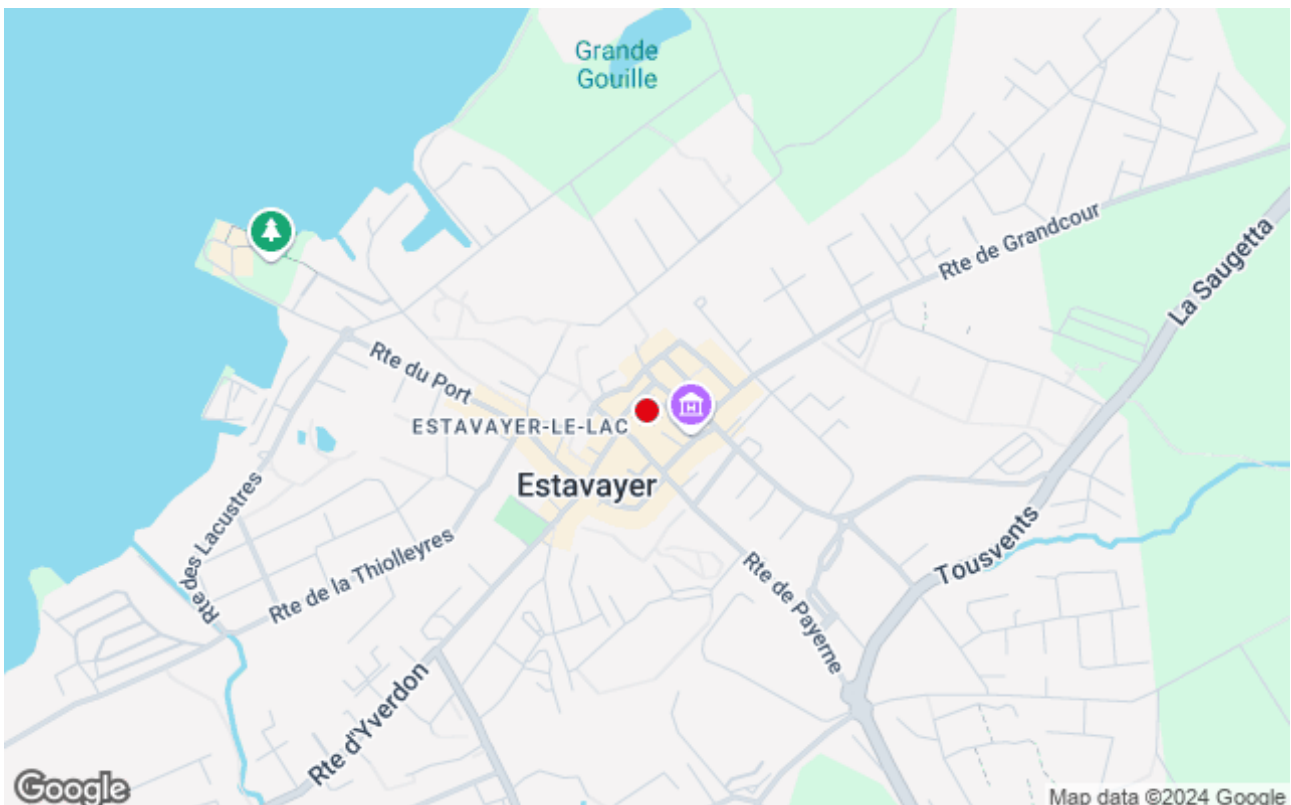 Grande
Gouille
Rte de Grandcour
La Saugetta
Rte du Port
ESTAVAYER-LE-LAC
Estavayer
Rte des Lacustres
Rte de la Thiolleyres
Tousvents
Rte de Payerne
Rte d'Yverdon
Google
Map data ©2024 Google